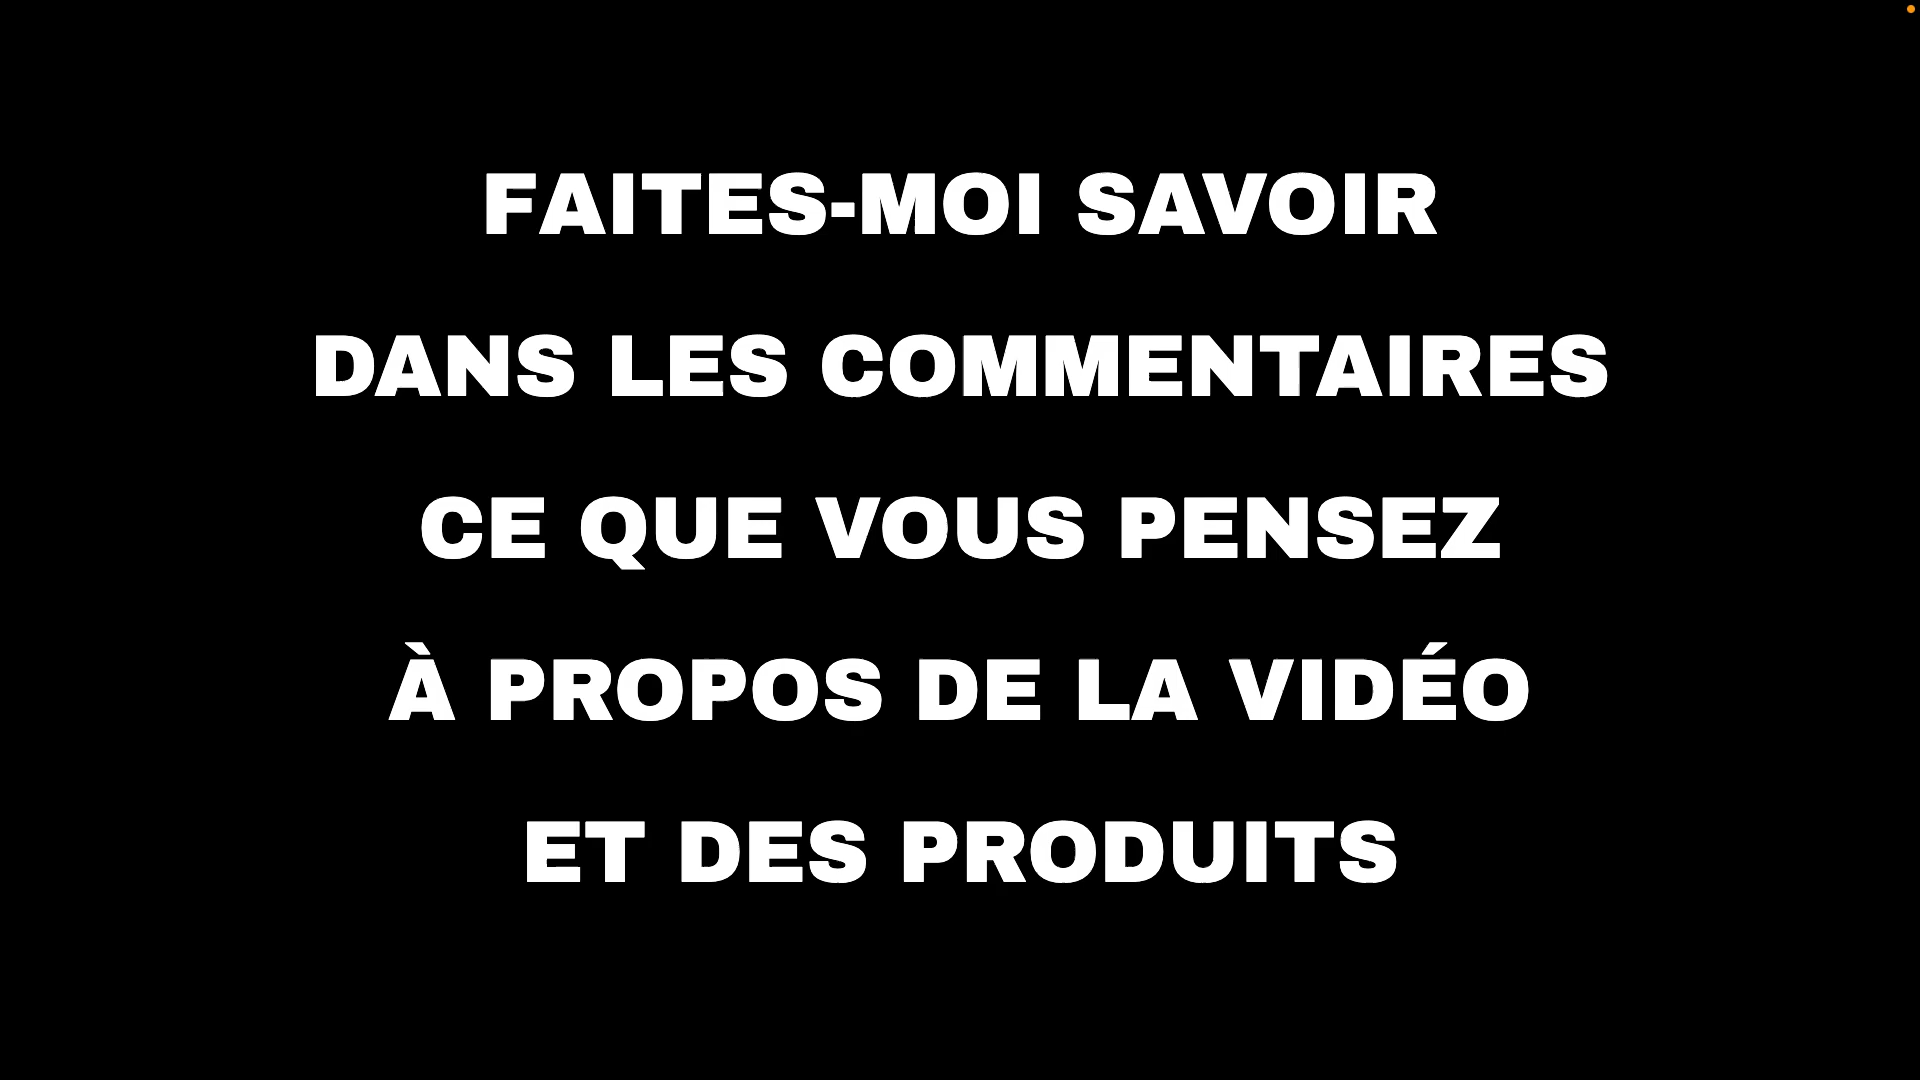 FAITES-MOI SAVOIR
DANS LES COMMENTAIRES
CE QUE VOUS PENSEZ
À PROPOS DE LA VIDÉO
ET DES PRODUITS